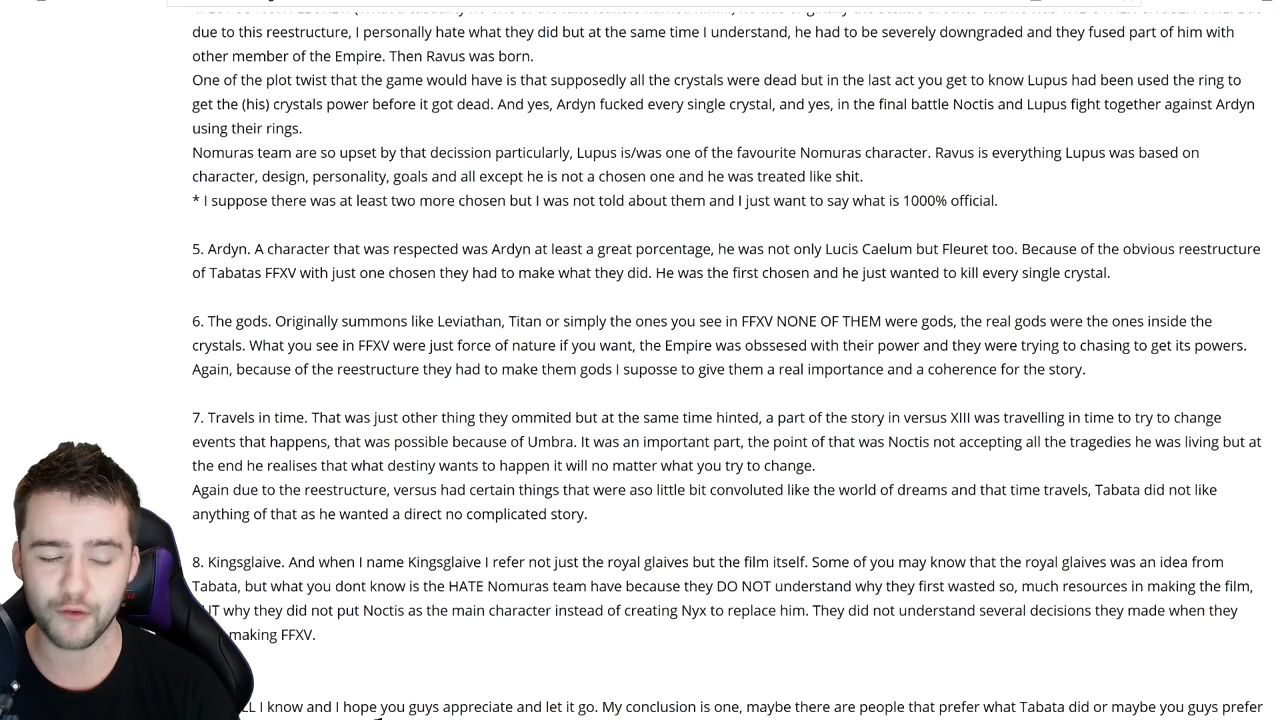 due to this reestructure, I personally hate what they did but at the same time I understand, he had to be severely downgraded and they fused part of him with
other member of the Empire. Then Ravus was born.
One of the plot twist that the game would have is that supposedly all the crystals were dead but in the last act you get to know Lupus had been used the ring to
get the (his) crystals power before it got dead. And yes, Ardyn fucked every single crystal, and yes, in the final battle Noctis and Lupus fight together against Ardyn
using their rings.
Nomuras team are so upset by that decission particularly, Lupus is/was one of the favourite Nomuras character. Ravus is everything Lupus was based on
character, design, personality, goals and all except he is not a chosen one and he was treated like shit.
* I suppose there was at least two more chosen but I was not told about them and I just want to say what is 1000% official.
5. Ardyn. A character that was respected was Ardyn at least a great porcentage, he was not only Lucis Caelum but Fleuret too. Because of the obvious reestructure
of Tabatas FFXV with just one chosen they had to make what they did. He was the first chosen and he just wanted to kill every single crystal.
6. The gods. Originally summons like Leviathan, Titan or simply the ones you see in FFXV NONE OF THEM were gods, the real gods were the ones inside the
crystals. What you see in FFXV were just force of nature if you want, the Empire was obssesed with their power and they were trying to chasing to get its powers.
Again, because of the reestructure they had to make them gods I suposse to give them a real importance and a coherence for the story.
7. Travels in time. That was just other thing they ommited but at the same time hinted, a part of the story in versus XIII was travelling in time to try to change
events that happens, that was possible because of Umbra. It was an important part, the point of that was Noctis not accepting all the tragedies he was living but at
the end he realises that what destiny wants to happen it will no matter what you try to change.
Again due to the reestructure, versus had certain things that were aso little bit convoluted like the world of dreams and that time travels, Tabata did not like
anything of that as he wanted a direct no complicated story.
8. Kingsglaive. And when I name Kingsglaive I refer not just the royal glaives but the film itself. Some of you may know that the royal glaives was an idea from
Tabata, but what you dont know is the HATE Nomuras team have because they DO NOT understand why they first wasted so, much resources in making the film,
why they did not put Noctis as the main character instead of creating Nyx to replace him. They did not understand several decisions they made when they
making FFXV.
I know and I hope you guys appreciate and let it go. My conclusion is one, maybe there are people that prefer what Tabata did or maybe you guys prefer